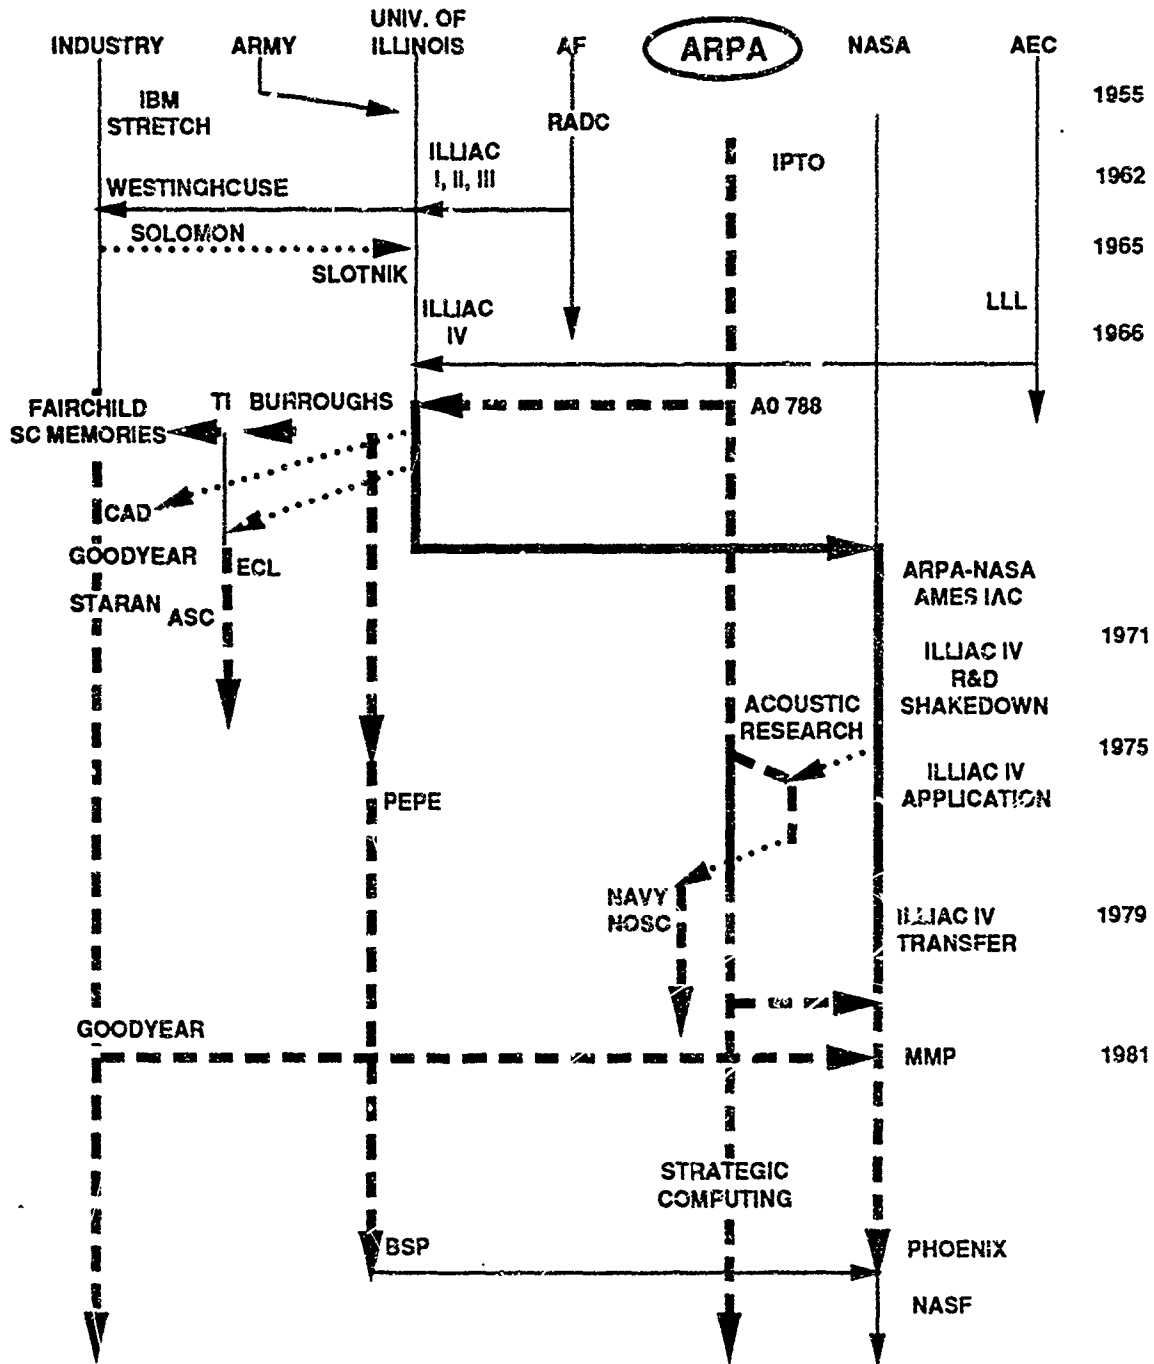 UNIV. OF
INDUSTRY ARMY ILLINOIS AF ARPA NASA AEC
IBM
STRETCH
1955
RADC
ILLIAC
I, II, III
IPTO
1962
WESTINGHCUSE
SOLOMON
1965
SLOTNIK
ILLIAC
IV
LLL
1966
FAIRCHILD
SC MEMORIES
TI BURROUGHS
A0 788
CAD
GOODYEAR
ECL
STARAN
ASC
ARPA-NASA
AMES IAC
1971
ILLIAC IV
R&D
SHAKEDOWN
ACOUSTIC
RESEARCH
1975
ILLIAC IV
APPLICATION
PEPE
NAVY
NOSC
ILLIAC IV
TRANSFER
1979
GOODYEAR
MMP
1981
STRATEGIC
COMPUTING
BSP
PHOENIX
NASF